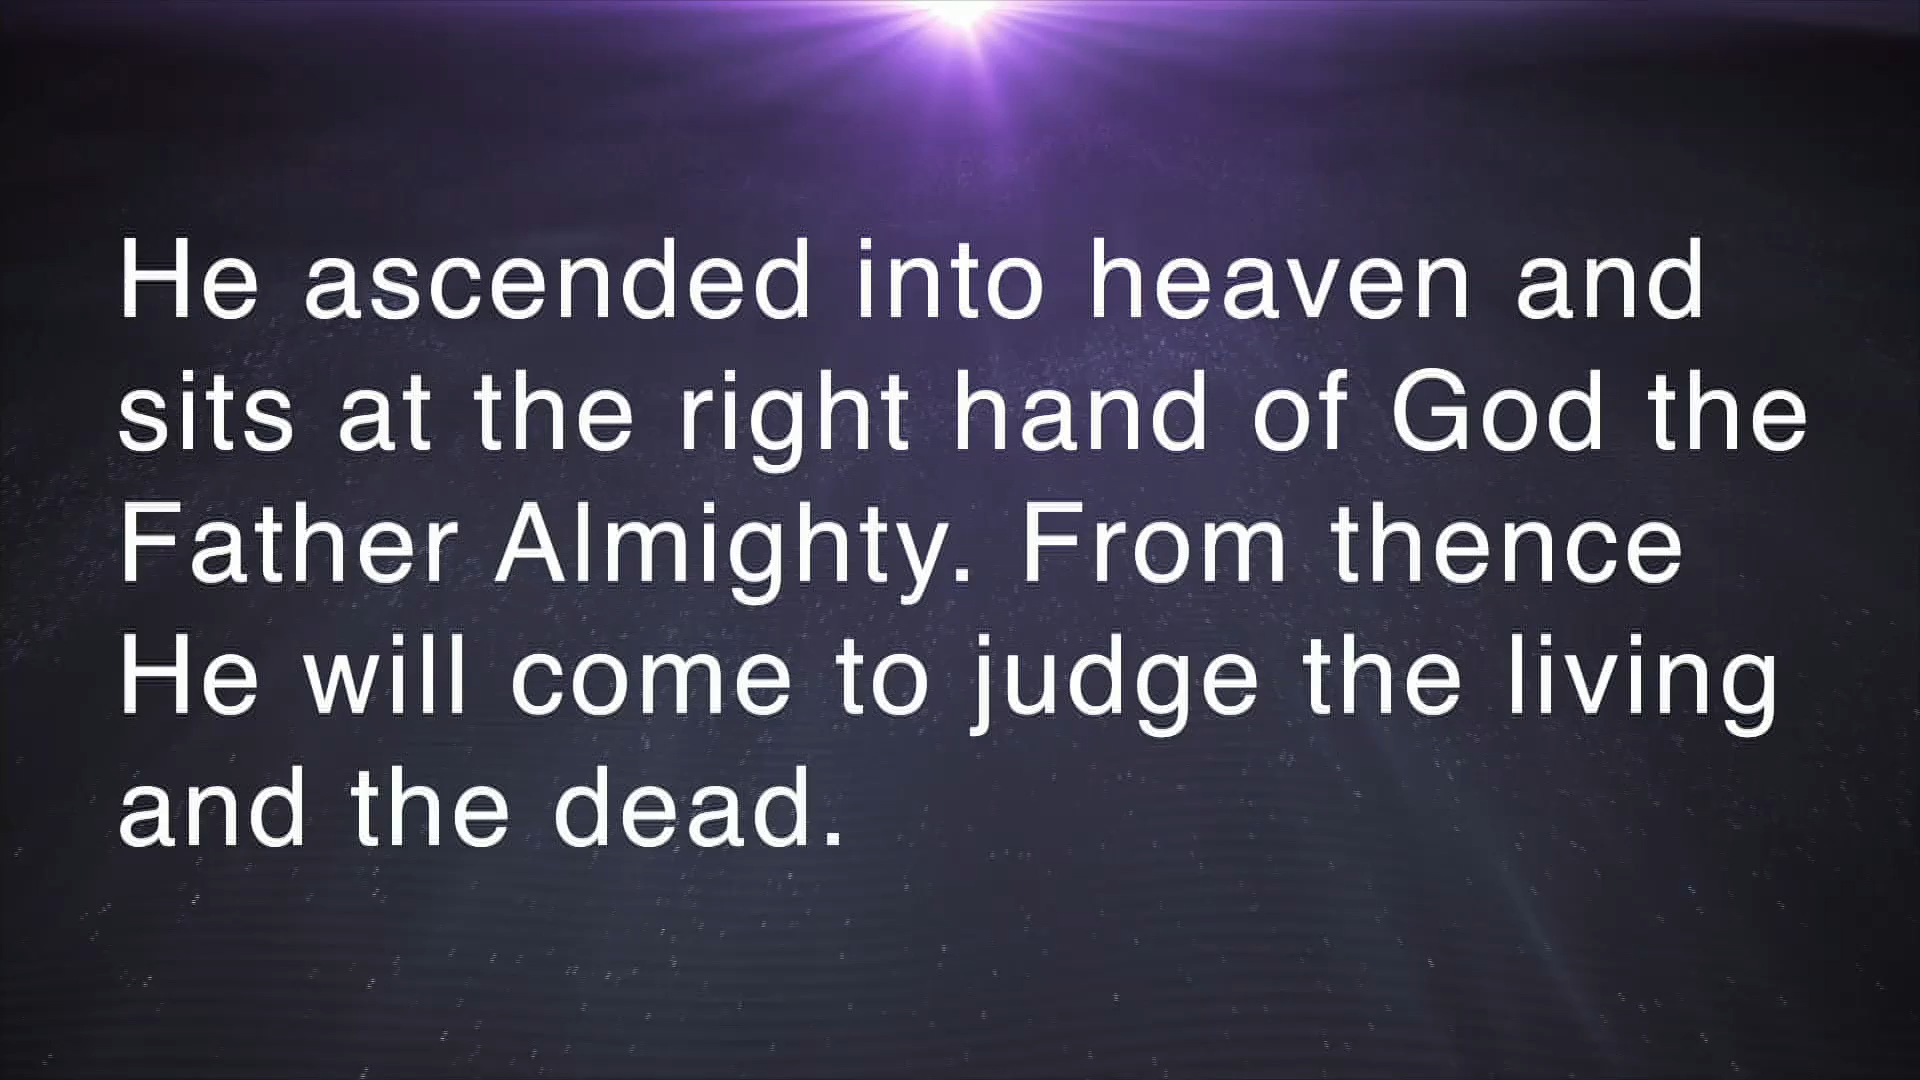 He ascended into heaven and
sits at the right hand of God the
Father Almighty. From thence
He will come to judge the living
and the dead.